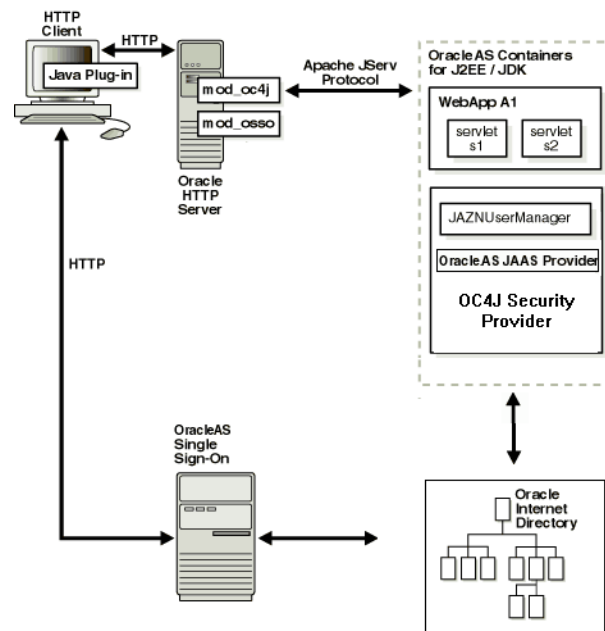 HTTP
Client
HTTP
Java Plug-in
mod_oc4j
mod_osso
Oracle
HTTP
Server
Apache JServ
Protocol
OracleAS Containers
for J2EE / JDK
WebApp A1
servlet
s1
servlet
s2
JAZNUserManager
OracleAS JAAS Provider
OC4J Security
Provider
HTTP
OracleAS
Single
Sign-On
Oracle
Internet
Directory